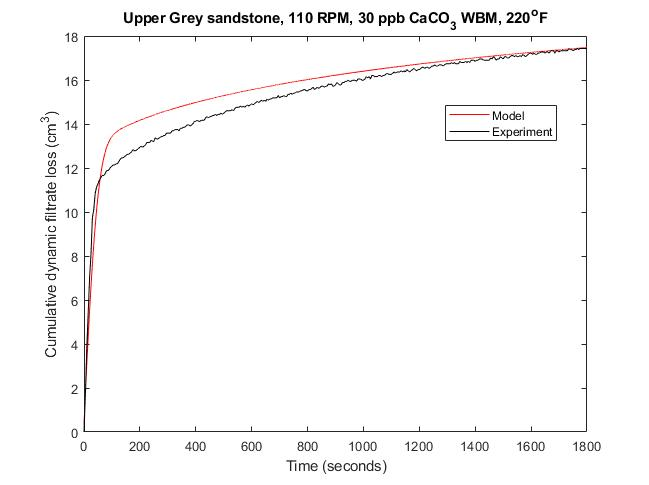 Upper Grey sandstone, 110 RPM, 30 ppb CaCO3 WBM, 220oF
18
16
14
12
10
8
6
4
2
0
Cumulative dynamic filtrate loss (cm3)
Model
Experiment
0 200 400 600 800 1000 1200 1400 1600 1800
Time (seconds)